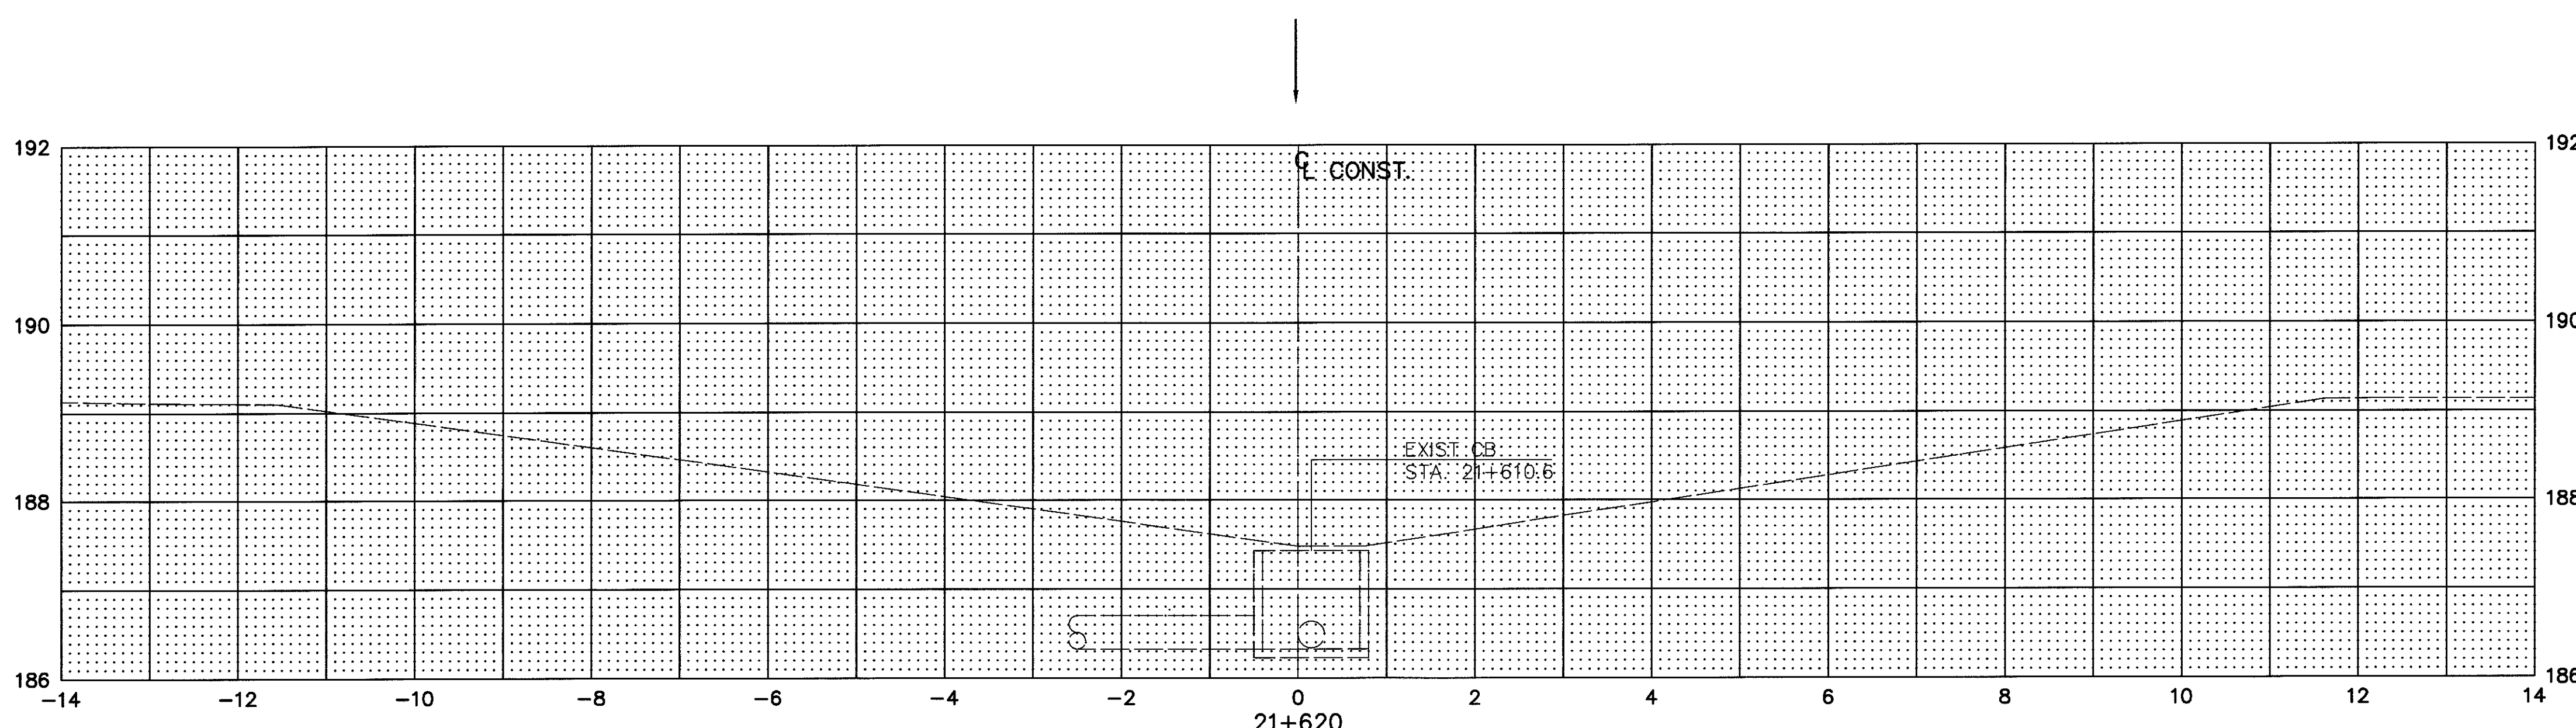 ℄ CONST.
192 192
190 190
EXIST. CB
STA. 21+610.6
188 188
186 186
-14 -12 -10 -8 -6 -4 -2 0 2 4 6 8 10 12 14
21+620